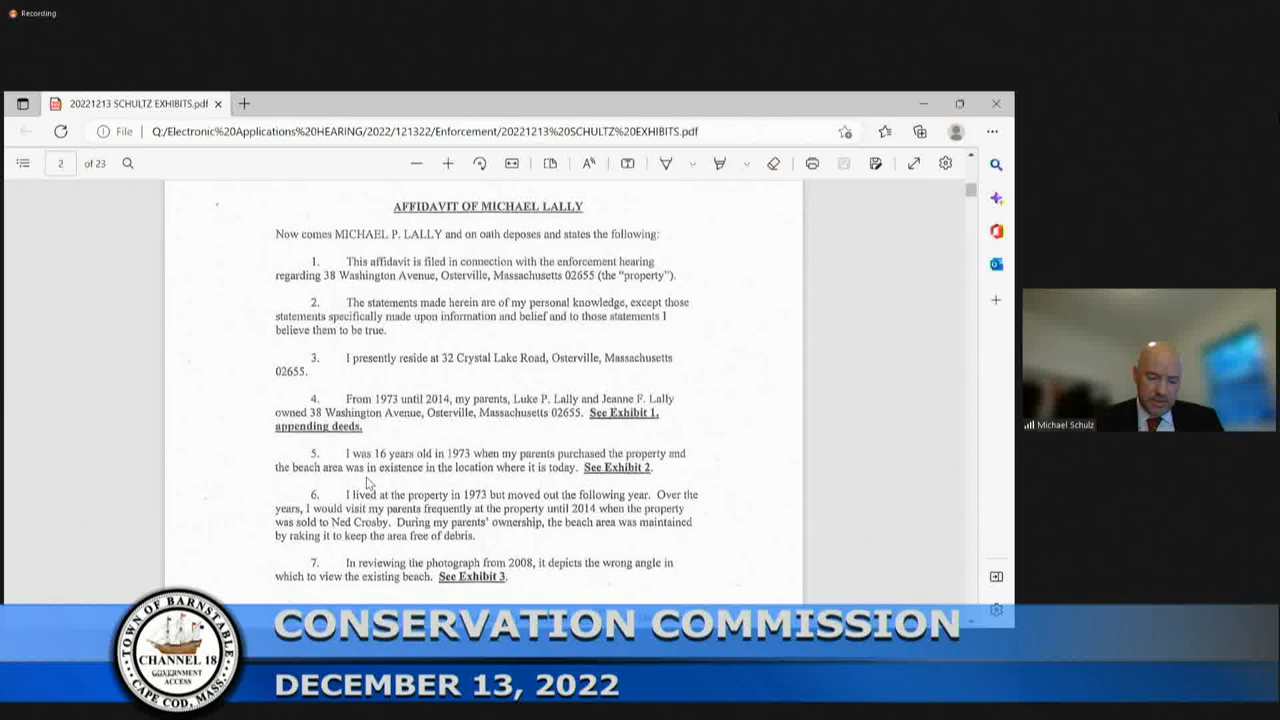 Recording
20221213 SCHULTZ EXHIBITS.pdf
File
Q:/Electronic%20Applications%20HEARING/2022/121322/Enforcement/20221213%20SCHULTZ%20EXHIBITS.pdf
2 of 23
AFFIDAVIT OF MICHAEL LALLY
Now comes MICHAEL P. LALLY and on oath deposes and states the following:
1. This affidavit is filed in connection with the enforcement hearing
regarding 38 Washington Avenue, Osterville, Massachusetts 02655 (the “property”).
2. The statements made herein are of my personal knowledge, except those
statements specifically made upon information and belief and to those statements I
believe them to be true.
3. I presently reside at 32 Crystal Lake Road, Osterville, Massachusetts
02655.
4. From 1973 until 2014, my parents, Luke P. Lally and Jeanne F. Lally
owned 38 Washington Avenue, Osterville, Massachusetts 02655. See Exhibit 1,
appending deeds.
5. I was 16 years old in 1973 when my parents purchased the property and
the beach area was in existence in the location where it is today. See Exhibit 2.
6. I lived at the property in 1973 but moved out the following year. Over the
years, I would visit my parents frequently at the property until 2014 when the property
was sold to Ned Crosby. During my parents’ ownership, the beach area was maintained
by raking it to keep the area free of debris.
7. In reviewing the photograph from 2008, it depicts the wrong angle in
which to view the existing beach. See Exhibit 3.
Michael Schulz
TOWN OF BARNSTABLE
CHANNEL 18
GOVERNMENT
ACCESS
CAPE COD, MASS.
CONSERVATION COMMISSION
DECEMBER 13, 2022